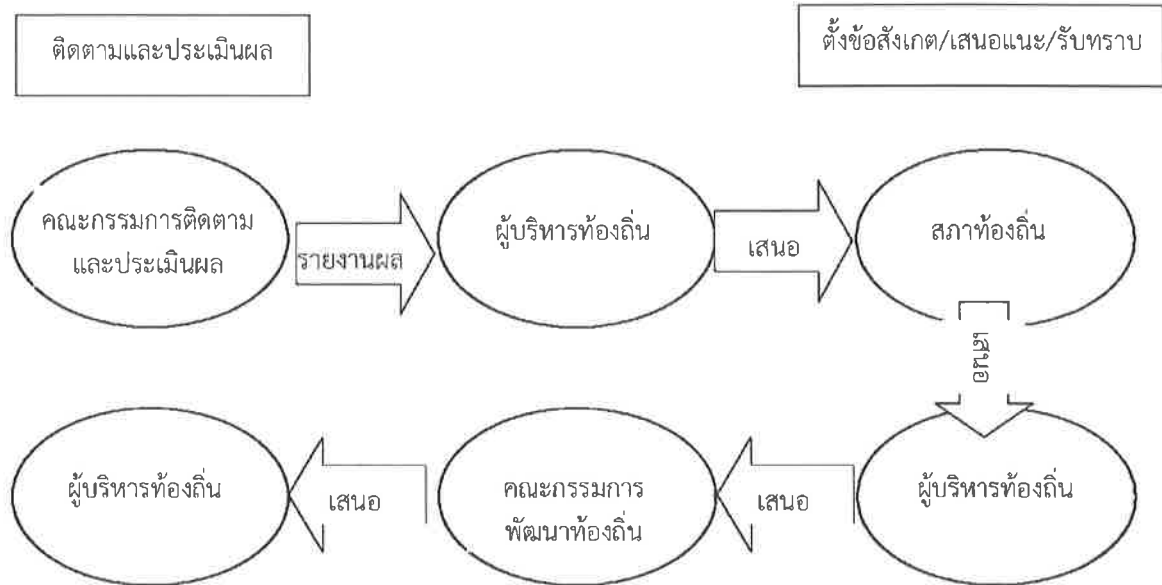 ติดตามและประเมินผล
ตั้งข้อสังเกต/เสนอแนะ/รับทราบ
คณะกรรมการติดตาม
และประเมินผล
รายงานผล
ผู้บริหารท้องถิ่น
เสนอ
สภาท้องถิ่น
เสนอ
ผู้บริหารท้องถิ่น
เสนอ
คณะกรรมการ
พัฒนาท้องถิ่น
เสนอ
ผู้บริหารท้องถิ่น